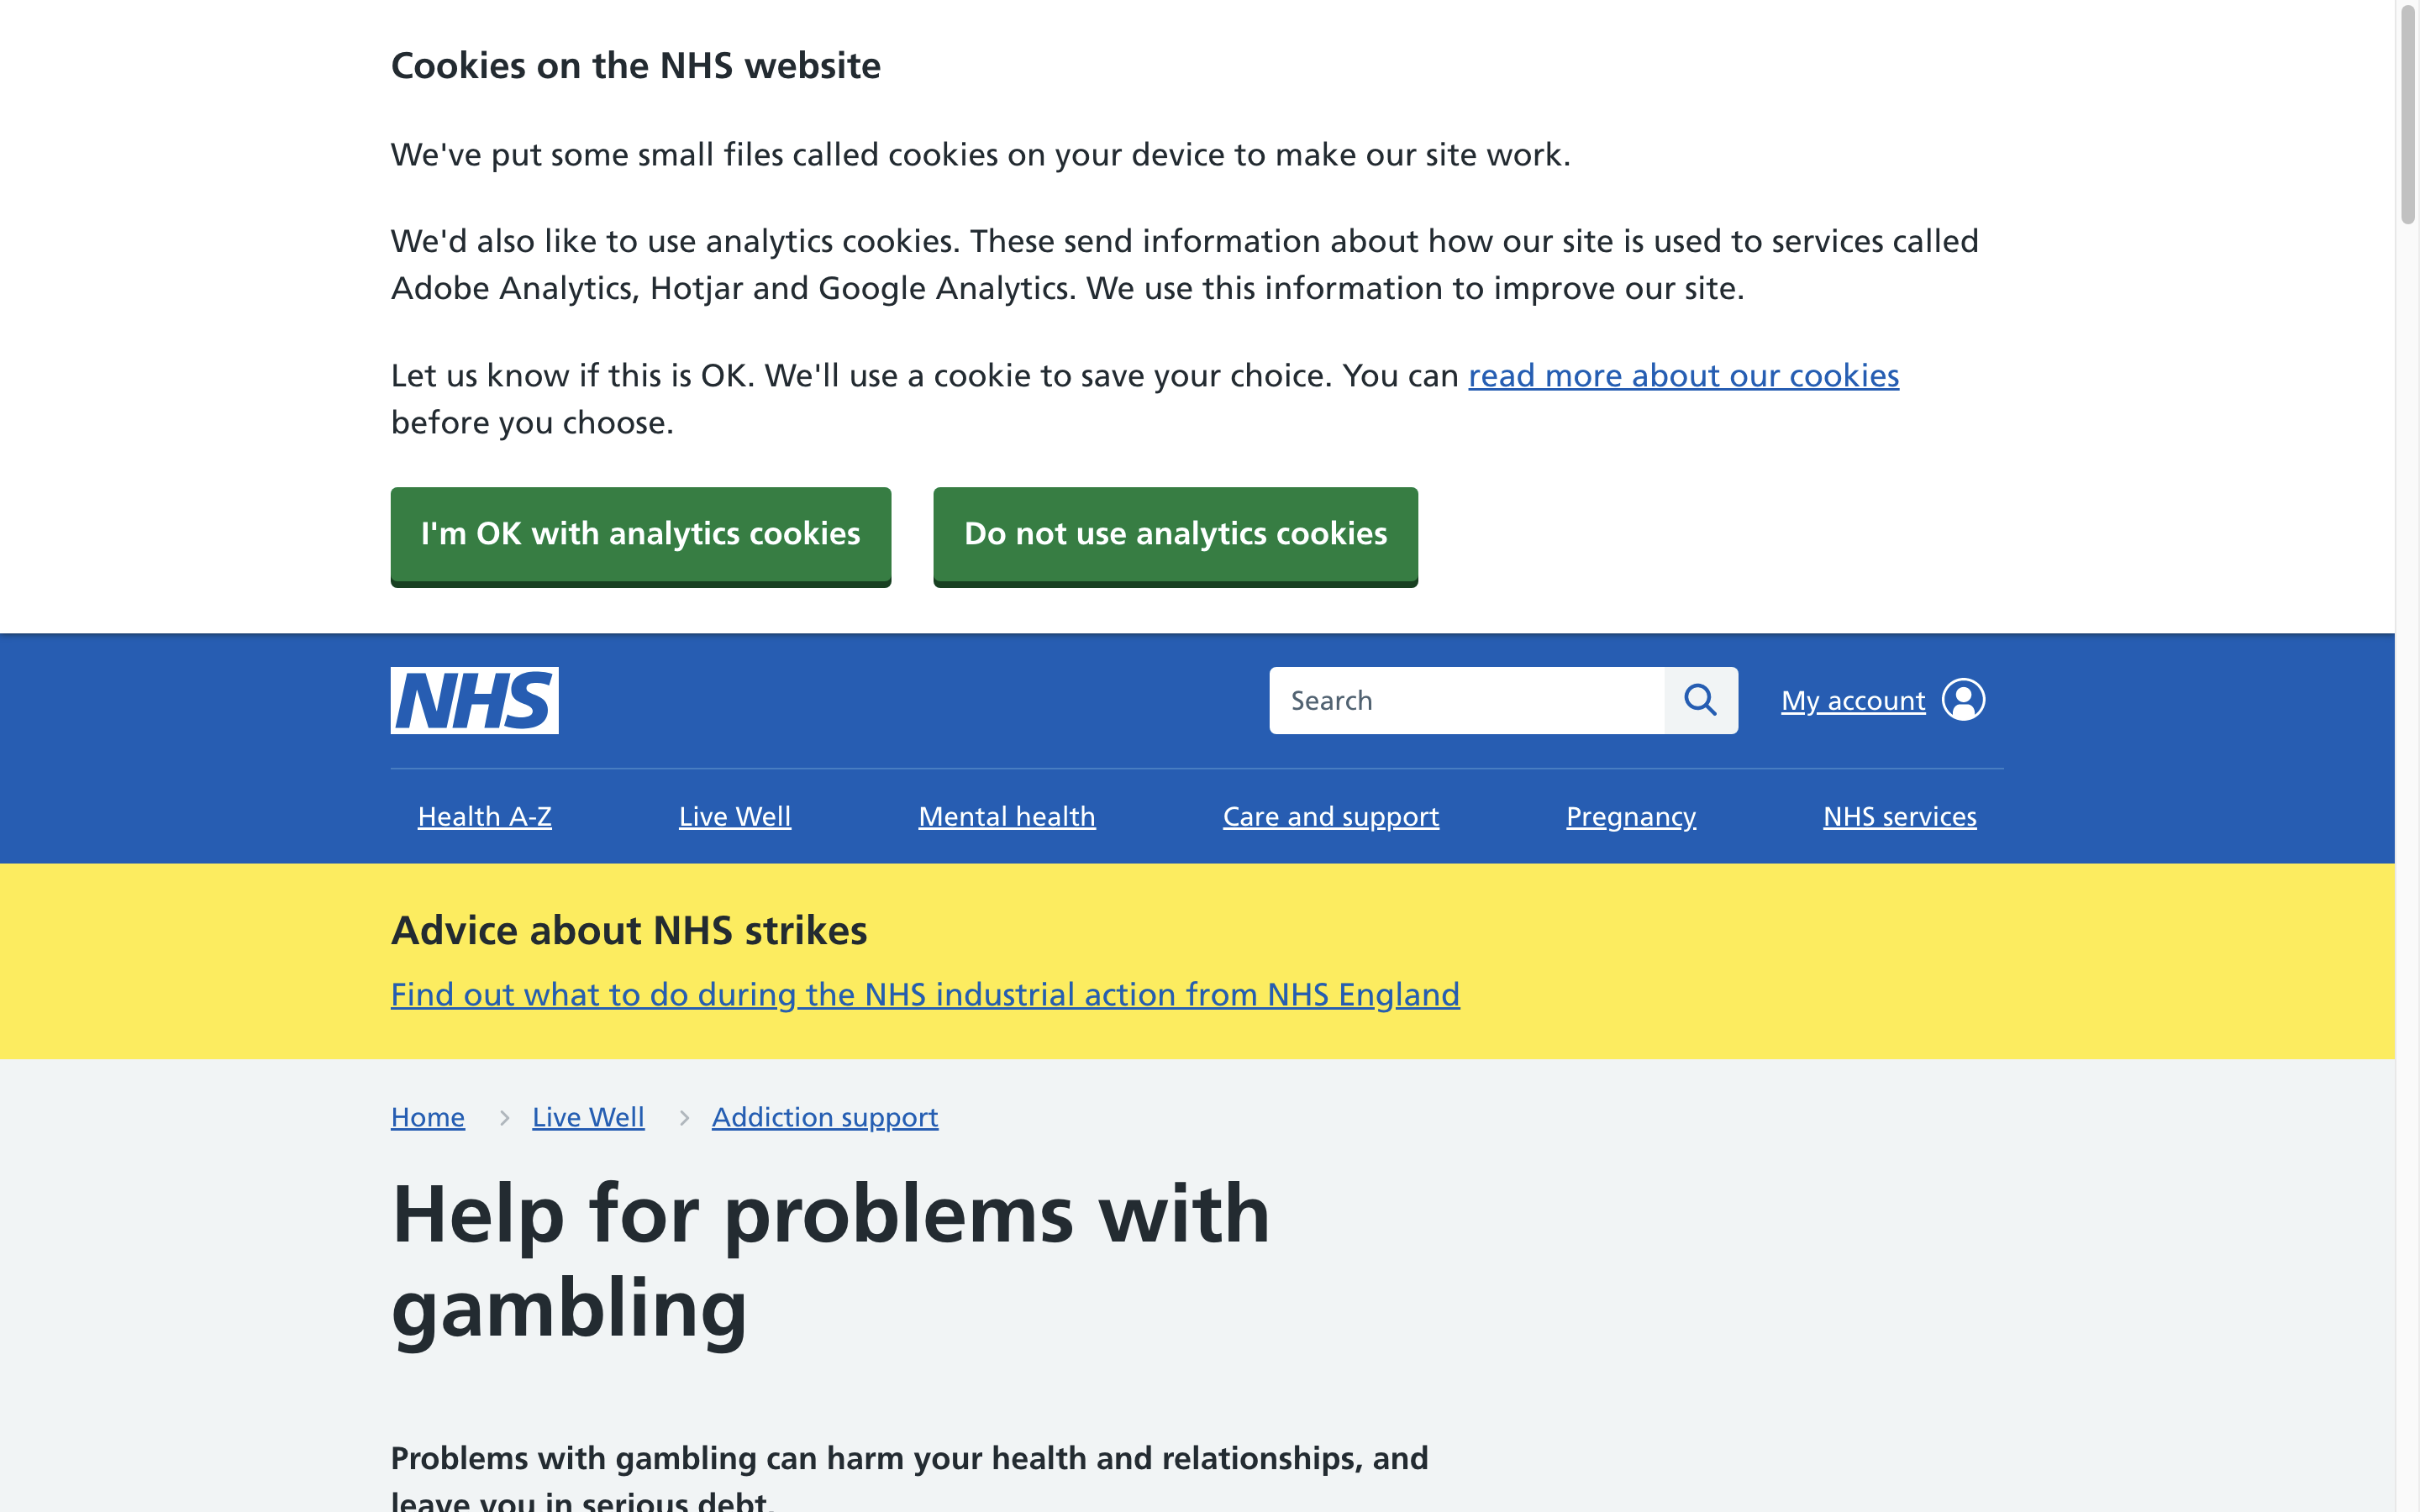 Cookies on the NHS website
We've put some small files called cookies on your device to make our site work.
We'd also like to use analytics cookies. These send information about how our site is used to services called
Adobe Analytics, Hotjar and Google Analytics. We use this information to improve our site.
Let us know if this is OK. We'll use a cookie to save your choice. You can read more about our cookies
before you choose.
I'm OK with analytics cookies
Do not use analytics cookies
NHS
Search
My account
Health A-Z
Live Well
Mental health
Care and support
Pregnancy
NHS services
Advice about NHS strikes
Find out what to do during the NHS industrial action from NHS England
Home
Live Well
Addiction support
Help for problems with
gambling
Problems with gambling can harm your health and relationships, and
leave you in serious debt.